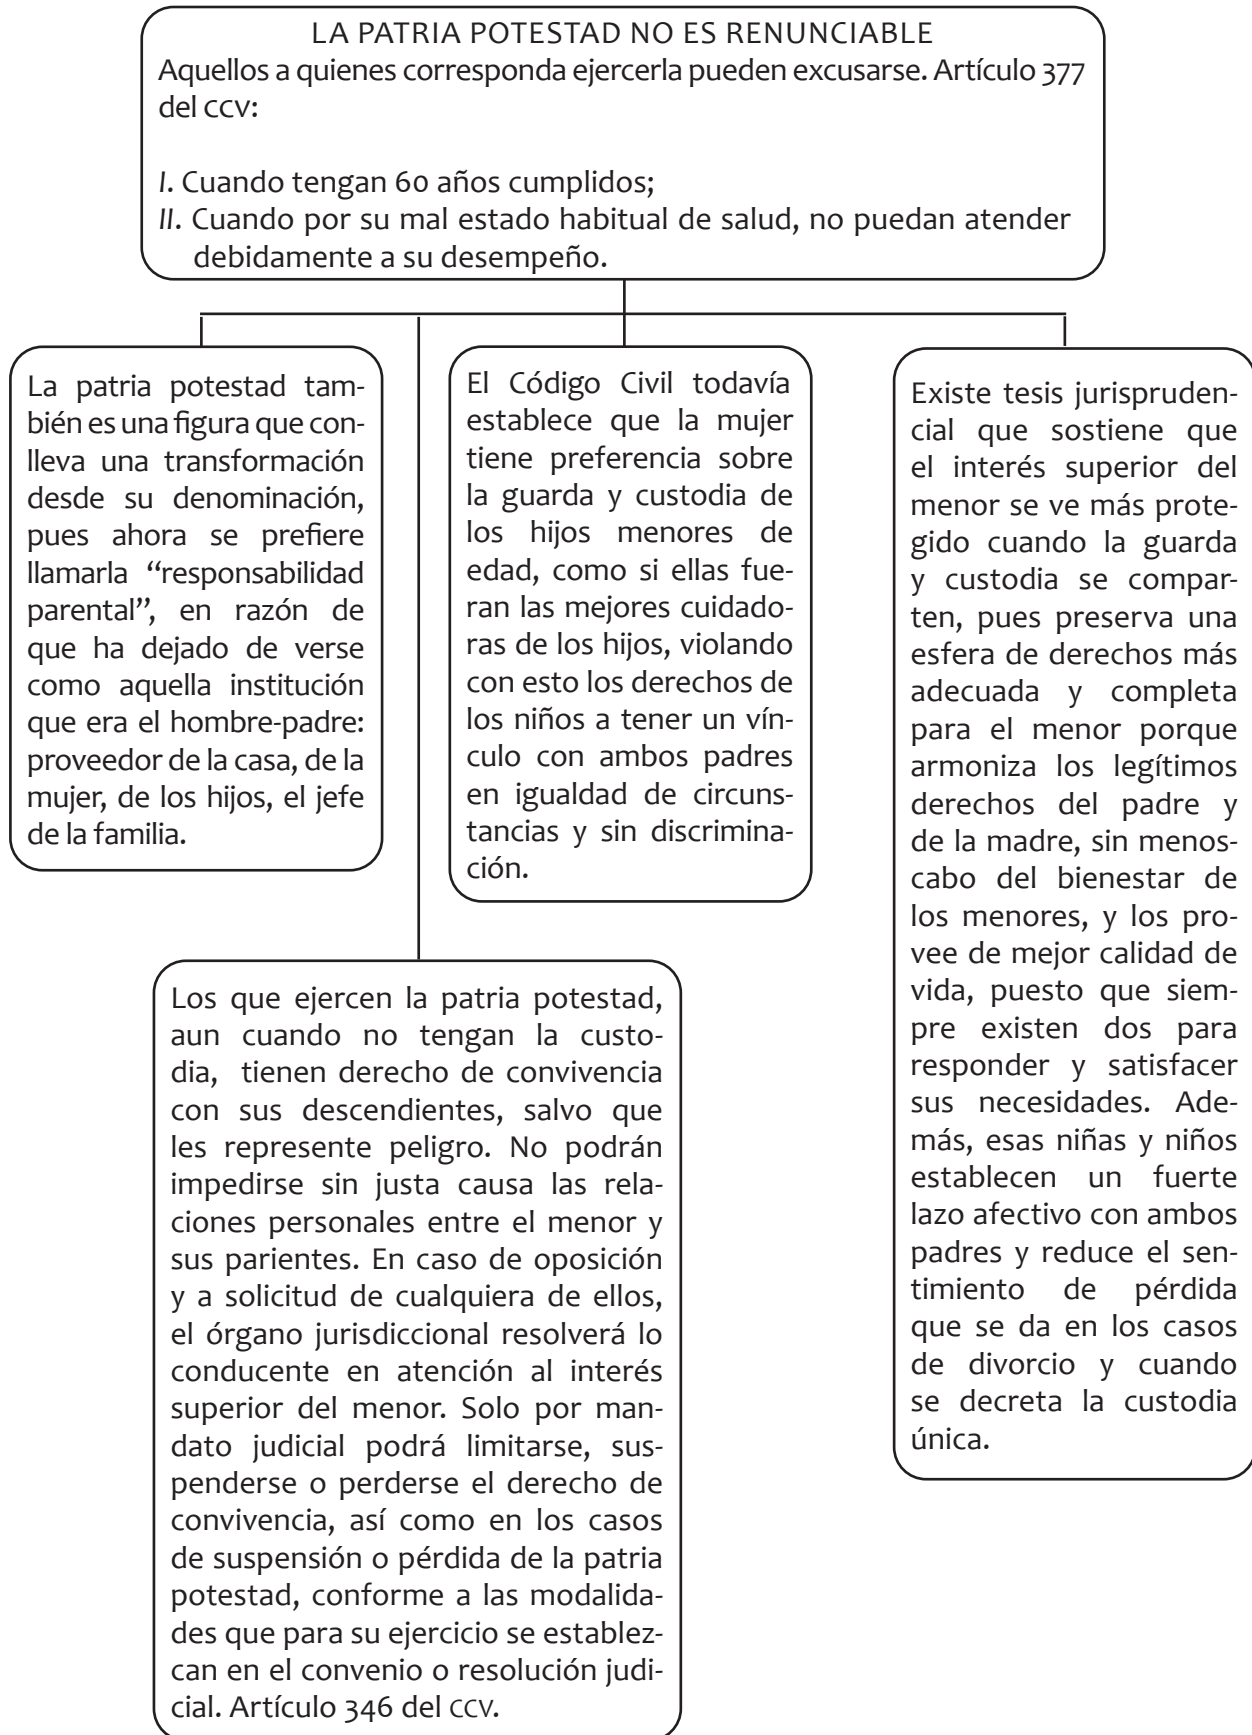 LA PATRIA POTESTAD NO ES RENUNCIABLE
Aquellos a quienes corresponda ejercerla pueden excusarse. Artículo 377
del CCV:
I. Cuando tengan 60 años cumplidos;
II. Cuando por su mal estado habitual de salud, no puedan atender
debidamente a su desempeño.
La patria potestad tam-
bién es una figura que con-
lleva una transformación
desde su denominación,
pues ahora se prefiere
llamarla “responsabilidad
parental”, en razón de
que ha dejado de verse
como aquella institución
que era el hombre-padre:
proveedor de la casa, de la
mujer, de los hijos, el jefe
de la familia.
El Código Civil todavía
establece que la mujer
tiene preferencia sobre
la guarda y custodia de
los hijos menores de
edad, como si ellas fue-
ran las mejores cuidado-
ras de los hijos, violando
con esto los derechos de
los niños a tener un vín-
culo con ambos padres
en igualdad de circuns-
tancias y sin discrimina-
ción.
Existe tesis jurispruden-
cial que sostiene que
el interés superior del
menor se ve más prote-
gido cuando la guarda
y custodia se compar-
ten, pues preserva una
esfera de derechos más
adecuada y completa
para el menor porque
armoniza los legítimos
derechos del padre y
de la madre, sin menos-
cabo del bienestar de
los menores, y los pro-
vee de mejor calidad de
vida, puesto que siem-
pre existen dos para
responder y satisfacer
sus necesidades. Ade-
más, esas niñas y niños
establecen un fuerte
lazo afectivo con ambos
padres y reduce el sen-
timiento de pérdida
que se da en los casos
de divorcio y cuando
se decreta la custodia
única.
Los que ejercen la patria potestad,
aun cuando no tengan la custo-
dia, tienen derecho de convivencia
con sus descendientes, salvo que
les represente peligro. No podrán
impedirse sin justa causa las rela-
ciones personales entre el menor y
sus parientes. En caso de oposición
y a solicitud de cualquiera de ellos,
el órgano jurisdiccional resolverá lo
conducente en atención al interés
superior del menor. Solo por man-
dato judicial podrá limitarse, sus-
penderse o perderse el derecho de
convivencia, así como en los casos
de suspensión o pérdida de la patria
potestad, conforme a las modalida-
des que para su ejercicio se establez-
can en el convenio o resolución judi-
cial. Artículo 346 del CCV.